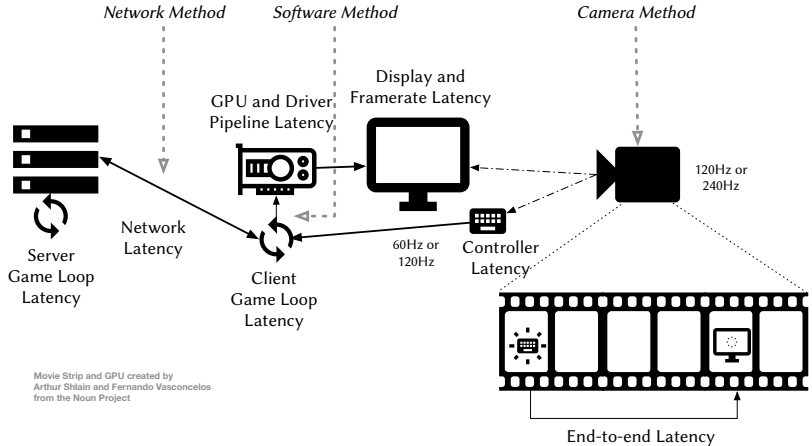 Network Method
Software Method
Camera Method
Display and
Framerate Latency
GPU and Driver
Pipeline Latency
120Hz or
240Hz
Network
Latency
60Hz or
120Hz
Controller
Latency
Server
Game Loop
Latency
Client
Game Loop
Latency
Movie Strip and GPU created by
Arthur Shlain and Fernando Vasconcelos
from the Noun Project
End-to-end Latency